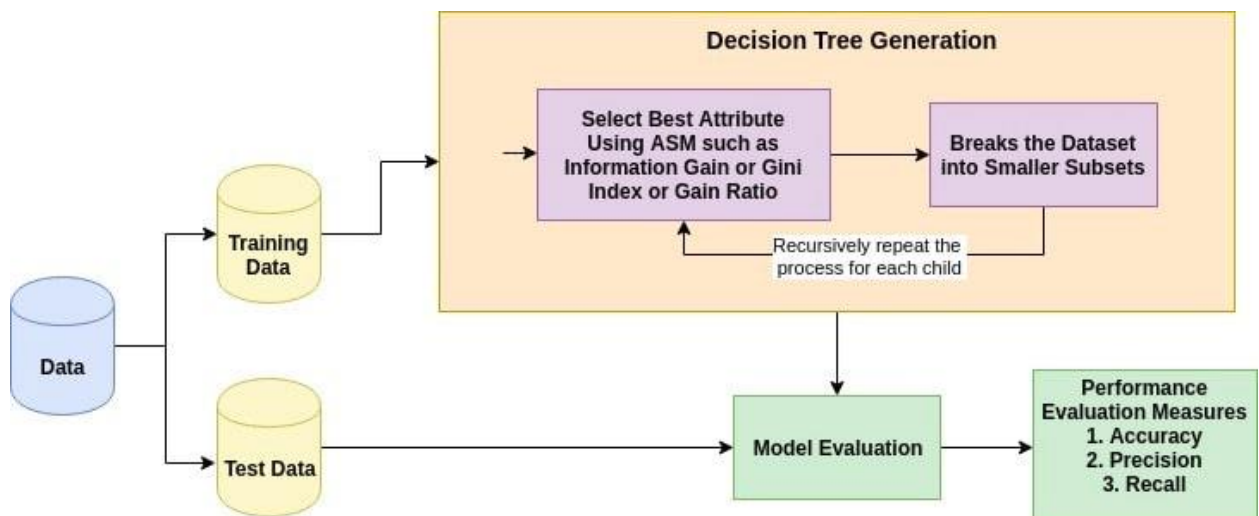 Decision Tree Generation
Select Best Attribute
Using ASM such as
Information Gain or Gini
Index or Gain Ratio
Breaks the Dataset
into Smaller Subsets
Recursively repeat the
process for each child
Training
Data
Data
Test Data
Model Evaluation
Performance
Evaluation Measures
1. Accuracy
2. Precision
3. Recall